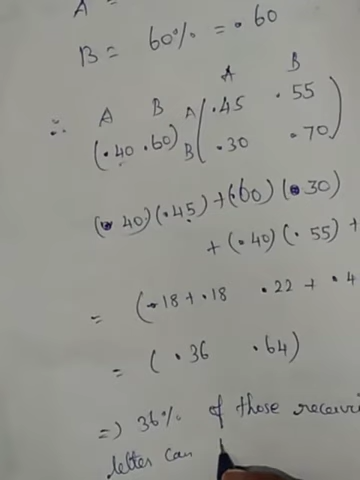 A =
B = 60% = .60
A B
∴ A B A ( .45 .55 )
(.40 .60) B ( .30 .70 )
(.40)(.45) + (.60)(.30)
+ (.40)(.55) +
= (.18 + .18 .22 + .4
= ( .36 .64)
=) 36% of those receivi
letter can